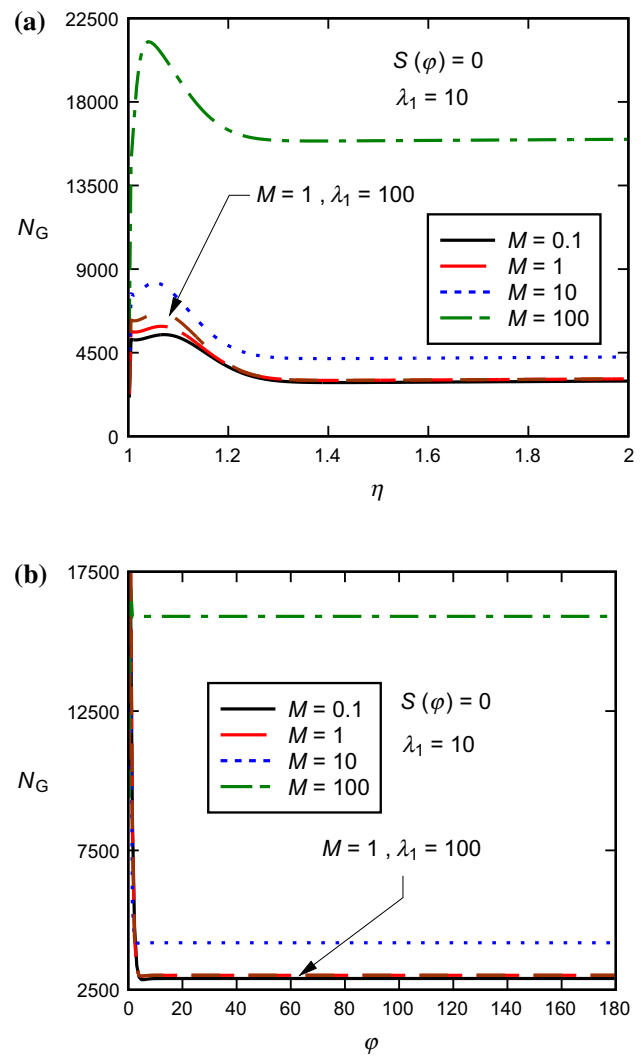 (a)
22500
18000
13500
9000
4500
0
N_G
S (φ) = 0
λ₁ = 10
M = 1 , λ₁ = 100
M = 0.1
M = 1
M = 10
M = 100
1 1.2 1.4 1.6 1.8 2
η
(b)
17500
12500
7500
2500
N_G
M = 0.1
M = 1
M = 10
M = 100
S (φ) = 0
λ₁ = 10
M = 1 , λ₁ = 100
0 20 40 60 80 100 120 140 160 180
φ